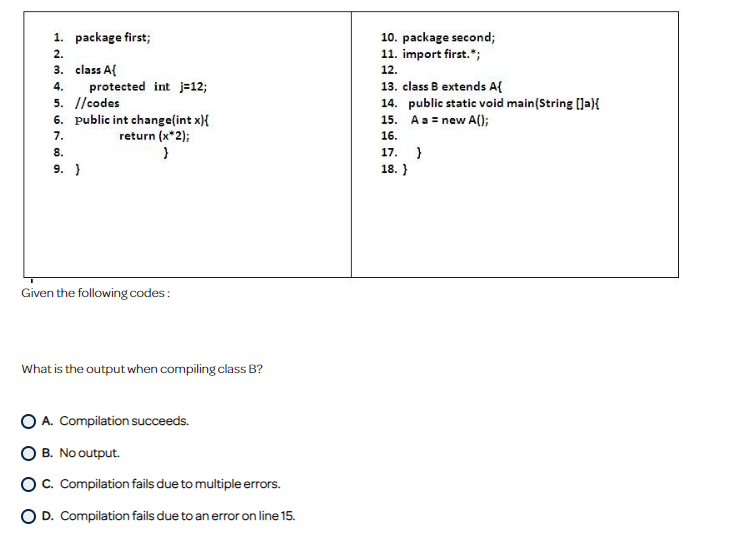 1. package first;
2.
3. class A{
4. protected int j=12;
5. //codes
6. public int change(int x){
7. return (x*2);
8. }
9. }
10. package second;
11. import first.*;
12.
13. class B extends A{
14. public static void main(String []a){
15. A a = new A();
16.
17. }
18. }
Given the following codes :
What is the output when compiling class B?
A. Compilation succeeds.
B. No output.
C. Compilation fails due to multiple errors.
D. Compilation fails due to an error on line 15.